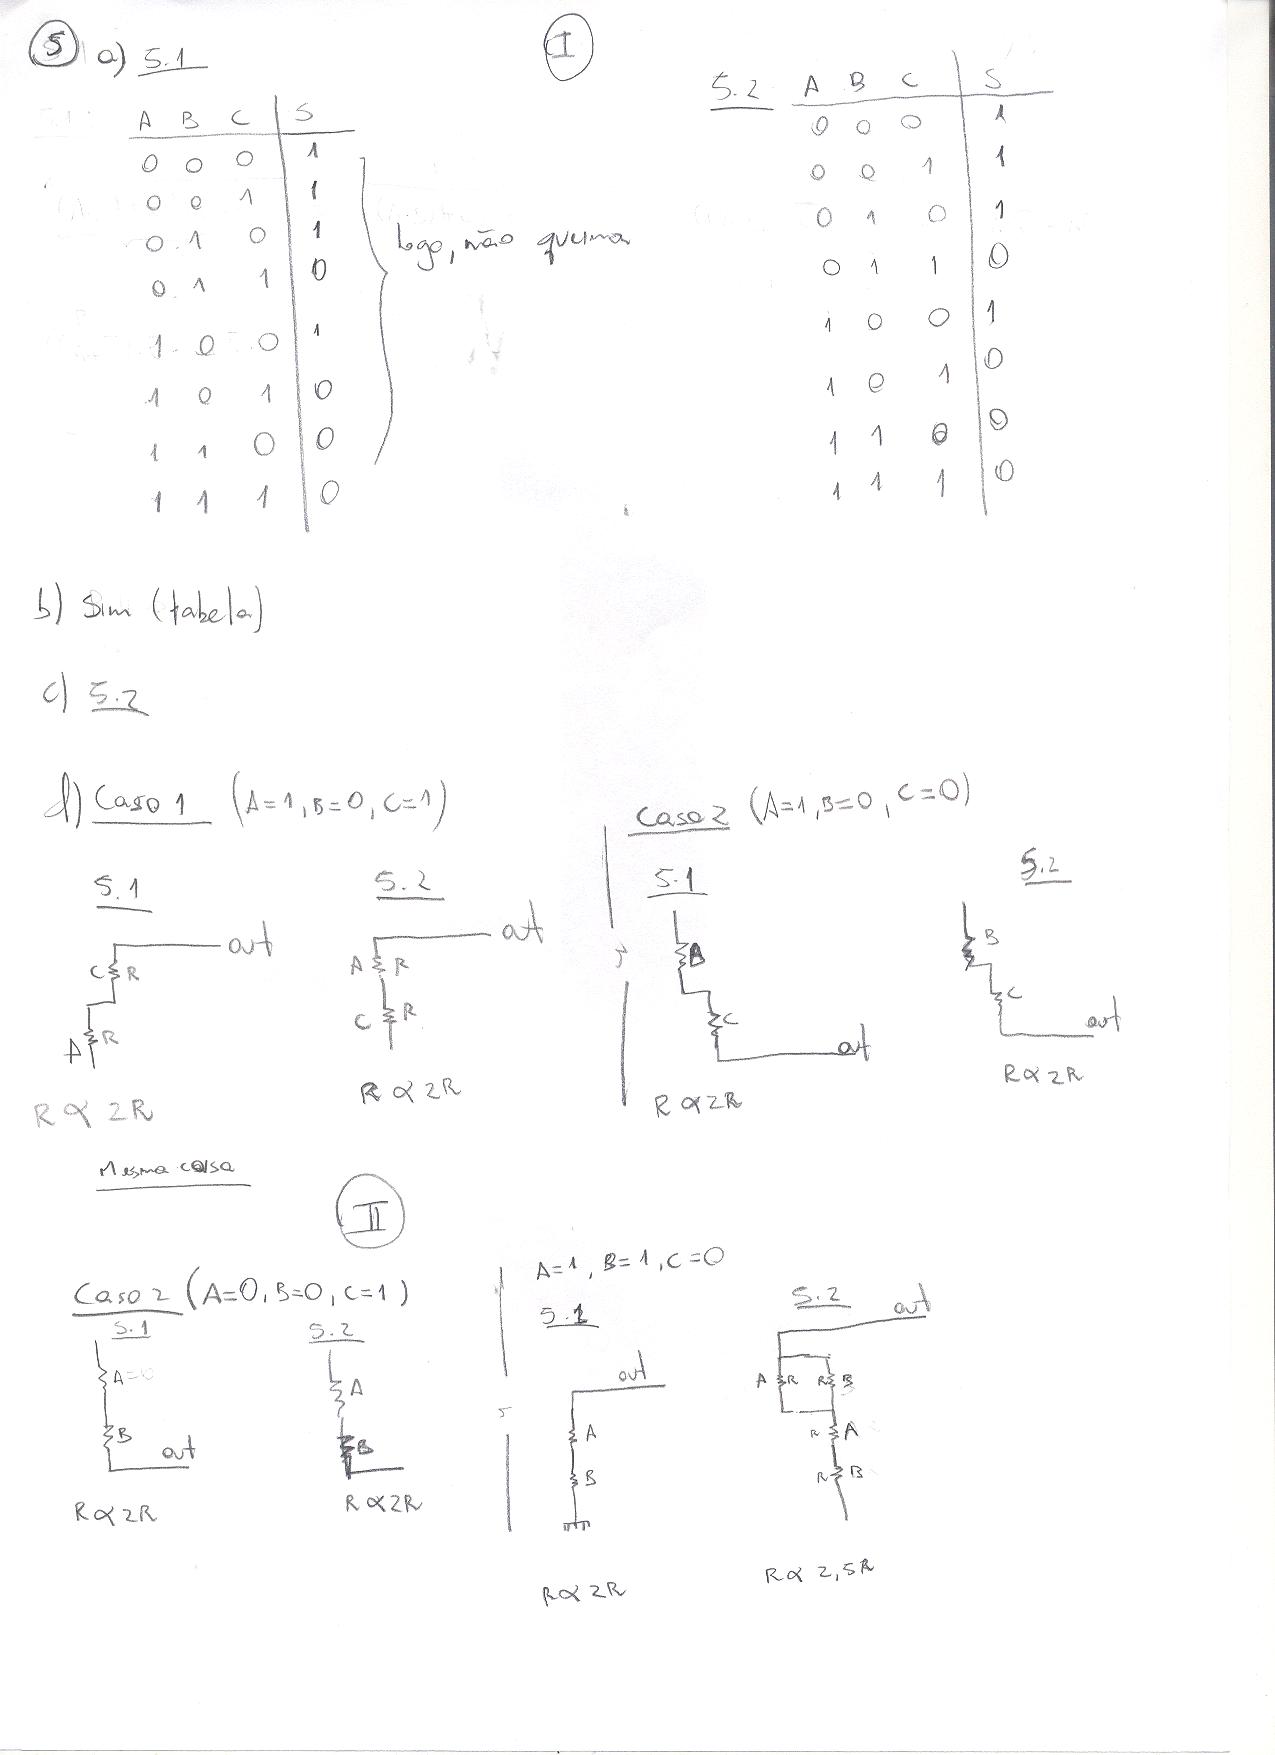 5 a) 5.1
I
A B C S
0 0 0 1
0 0 1 1
0 1 0 1
0 1 1 0
1 0 0 1
1 0 1 0
1 1 0 0
1 1 1 0
logo, não queima
5.2 A B C S
0 0 0 1
0 0 1 1
0 1 0 1
0 1 1 0
1 0 0 1
1 0 1 0
1 1 0 0
1 1 1 0
b) Sim (tabela)
c) 5.2
d) Caso 1 (A=1, B=0, C=1)
5.1
out
C R
A R
R ∝ 2R
5.2
out
A R
C R
R ∝ 2R
Mesma coisa
Caso 2 (A=1, B=0, C=0)
5.1
B
C
out
R ∝ 2R
5.2
B
C
out
R ∝ 2R
II
Caso 2 (A=0, B=0, C=1)
5.1
A=0
B
out
R ∝ 2R
5.2
A
B
R ∝ 2R
A=1, B=1, C=0
5.1
out
A
B
R ∝ 2R
5.2
out
A R R B
R A
R B
R ∝ 2,5R